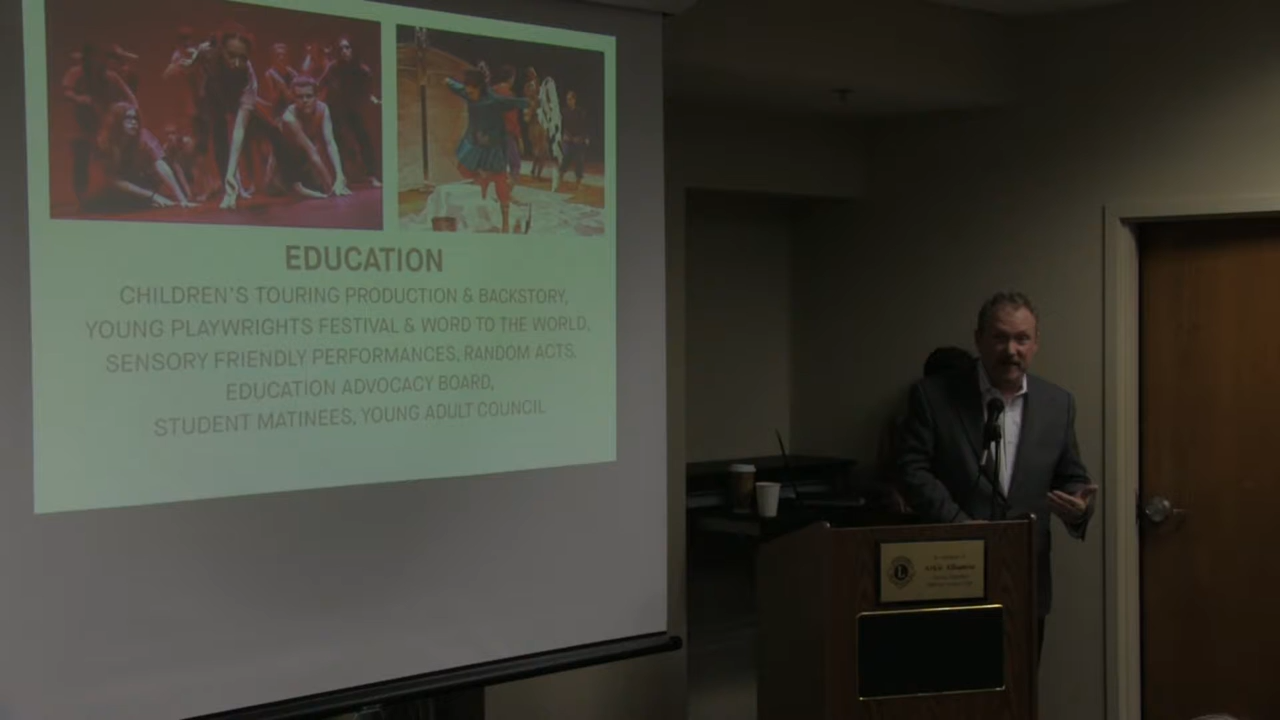 EDUCATION
CHILDREN'S TOURING PRODUCTION & BACKSTORY,
YOUNG PLAYWRIGHTS FESTIVAL & WORD TO THE WORLD,
SENSORY FRIENDLY PERFORMANCES, RANDOM ACTS,
EDUCATION ADVOCACY BOARD,
STUDENT MATINEES, YOUNG ADULT COUNCIL
L